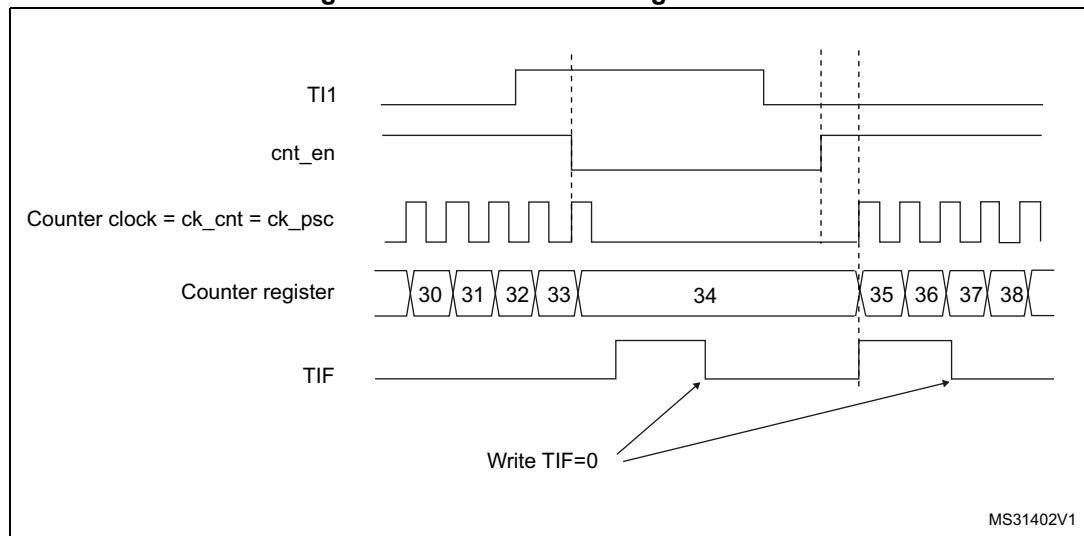 TI1
cnt_en
Counter clock = ck_cnt = ck_psc
Counter register
30 31 32 33 34 35 36 37 38
TIF
Write TIF=0
MS31402V1